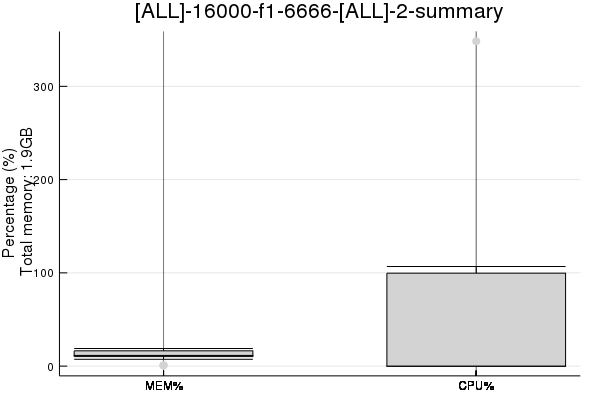 [ALL]-16000-f1-6666-[ALL]-2-summary
Percentage (%)
Total memory: 1.9GB
300
200
100
0
MEM%
CPU%